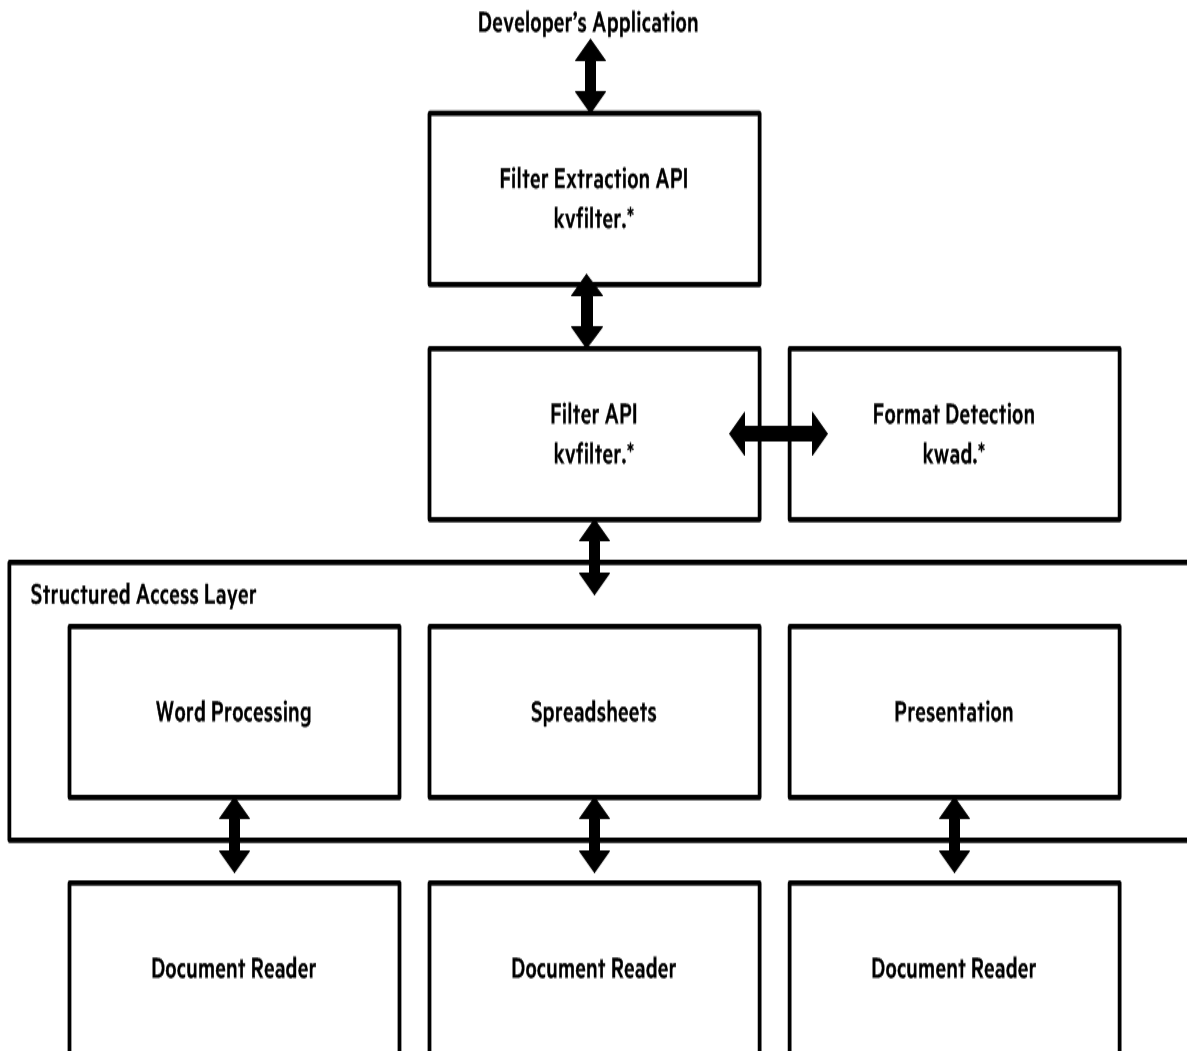 Developer’s Application
Filter Extraction API
kvfilter.*
Filter API
kvfilter.*
Format Detection
kwad.*
Structured Access Layer
Word Processing
Spreadsheets
Presentation
Document Reader
Document Reader
Document Reader